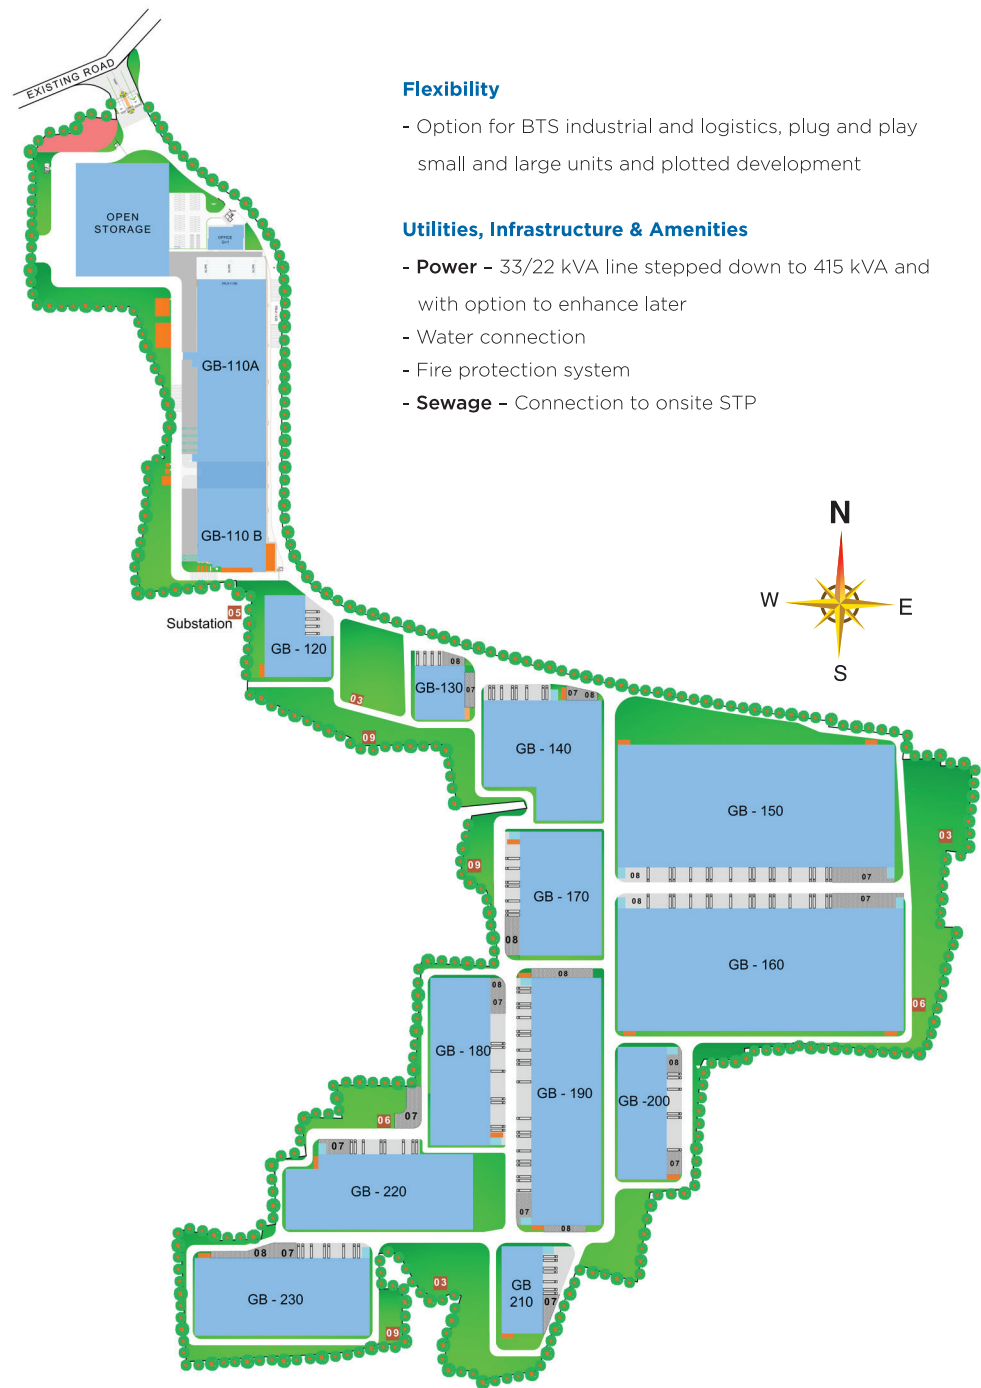 EXISTING ROAD
Flexibility
- Option for BTS industrial and logistics, plug and play
small and large units and plotted development
Utilities, Infrastructure & Amenities
- Power – 33/22 kVA line stepped down to 415 kVA and
with option to enhance later
- Water connection
- Fire protection system
- Sewage – Connection to onsite STP
OPEN
STORAGE
OFFICE
GB-110A
GB-110 B
N
W
E
S
05
Substation
GB - 120
03
08
07
GB-130
09
07 08
GB - 140
GB - 150
03
08
07
09
GB - 170
08
08
07
GB - 160
06
08
08
07
GB - 180
GB - 190
08
GB -200
07
06
07
07
GB - 220
07
08
08 07
GB - 230
03
09
GB
210
07